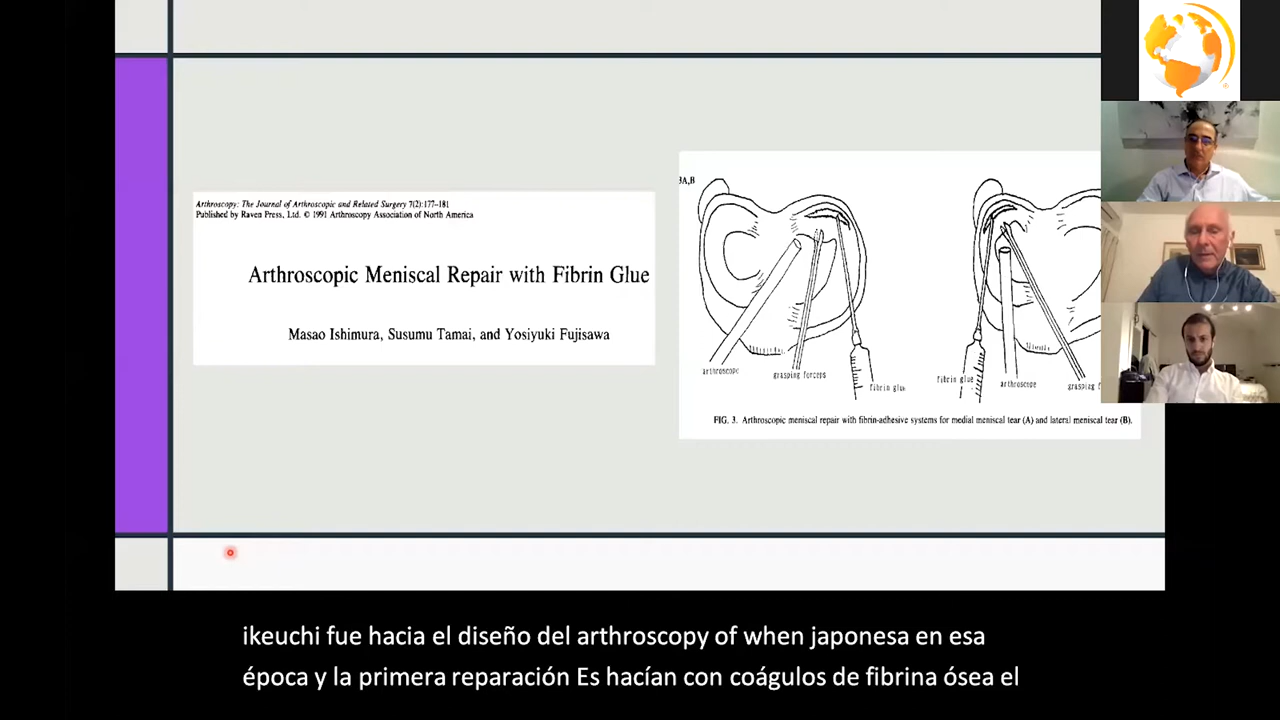 Arthroscopy: The Journal of Arthroscopic and Related Surgery 7(2):177–181
Published by Raven Press, Ltd. © 1991 Arthroscopy Association of North America
Arthroscopic Meniscal Repair with Fibrin Glue
Masao Ishimura, Susumu Tamai, and Yosiyuki Fujisawa
3A,B
arthroscope
grasping forceps
fibrin glue
fibrin glue
arthroscope
grasping f
FIG. 3. Arthroscopic meniscal repair with fibrin-adhesive systems for medial meniscal tear (A) and lateral meniscal tear (B).
ikeuchi fue hacia el diseño del arthroscopy of when japonesa en esa
época y la primera reparación Es hacían con coágulos de fibrina ósea el